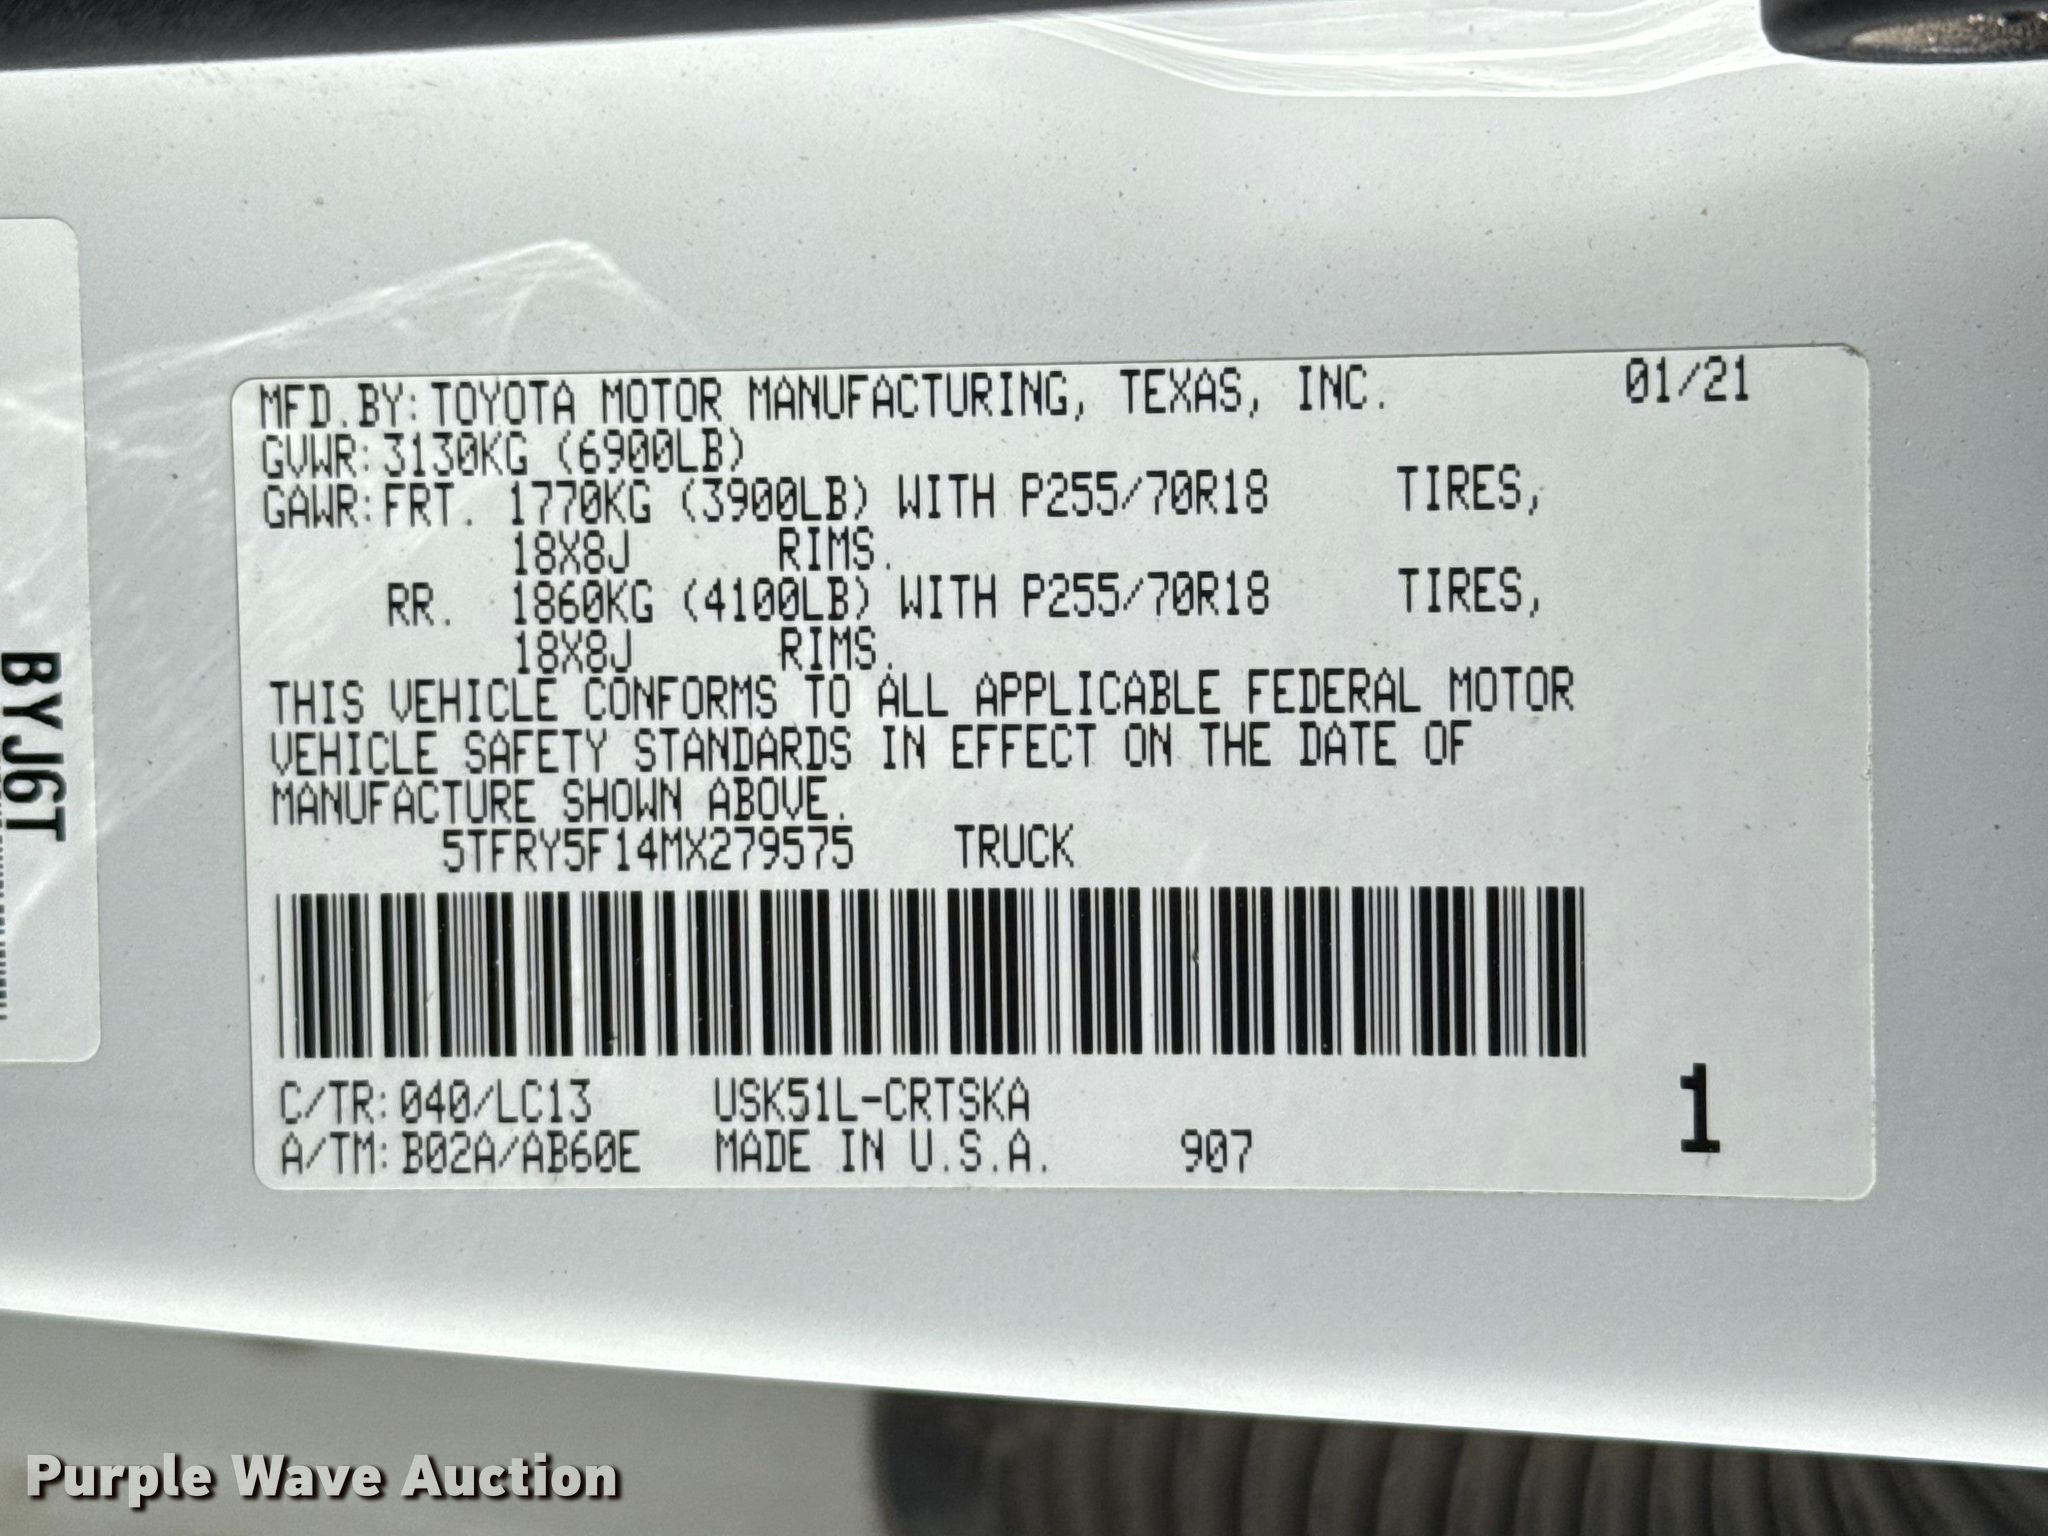 MFD.BY: TOYOTA MOTOR MANUFACTURING, TEXAS, INC. 01/21
GVWR: 3130KG (6900LB)
GAWR: FRT. 1770KG (3900LB) WITH P255/70R18 TIRES,
18X8J RIMS.
RR. 1860KG (4100LB) WITH P255/70R18 TIRES,
18X8J RIMS.
THIS VEHICLE CONFORMS TO ALL APPLICABLE FEDERAL MOTOR
VEHICLE SAFETY STANDARDS IN EFFECT ON THE DATE OF
MANUFACTURE SHOWN ABOVE.
5TFRY5F14MX279575 TRUCK
C/TR: 040/LC13 USK51L-CRTSKA
A/TM: B02A/AB60E MADE IN U.S.A. 907
1
BYJ6T
Purple Wave Auction